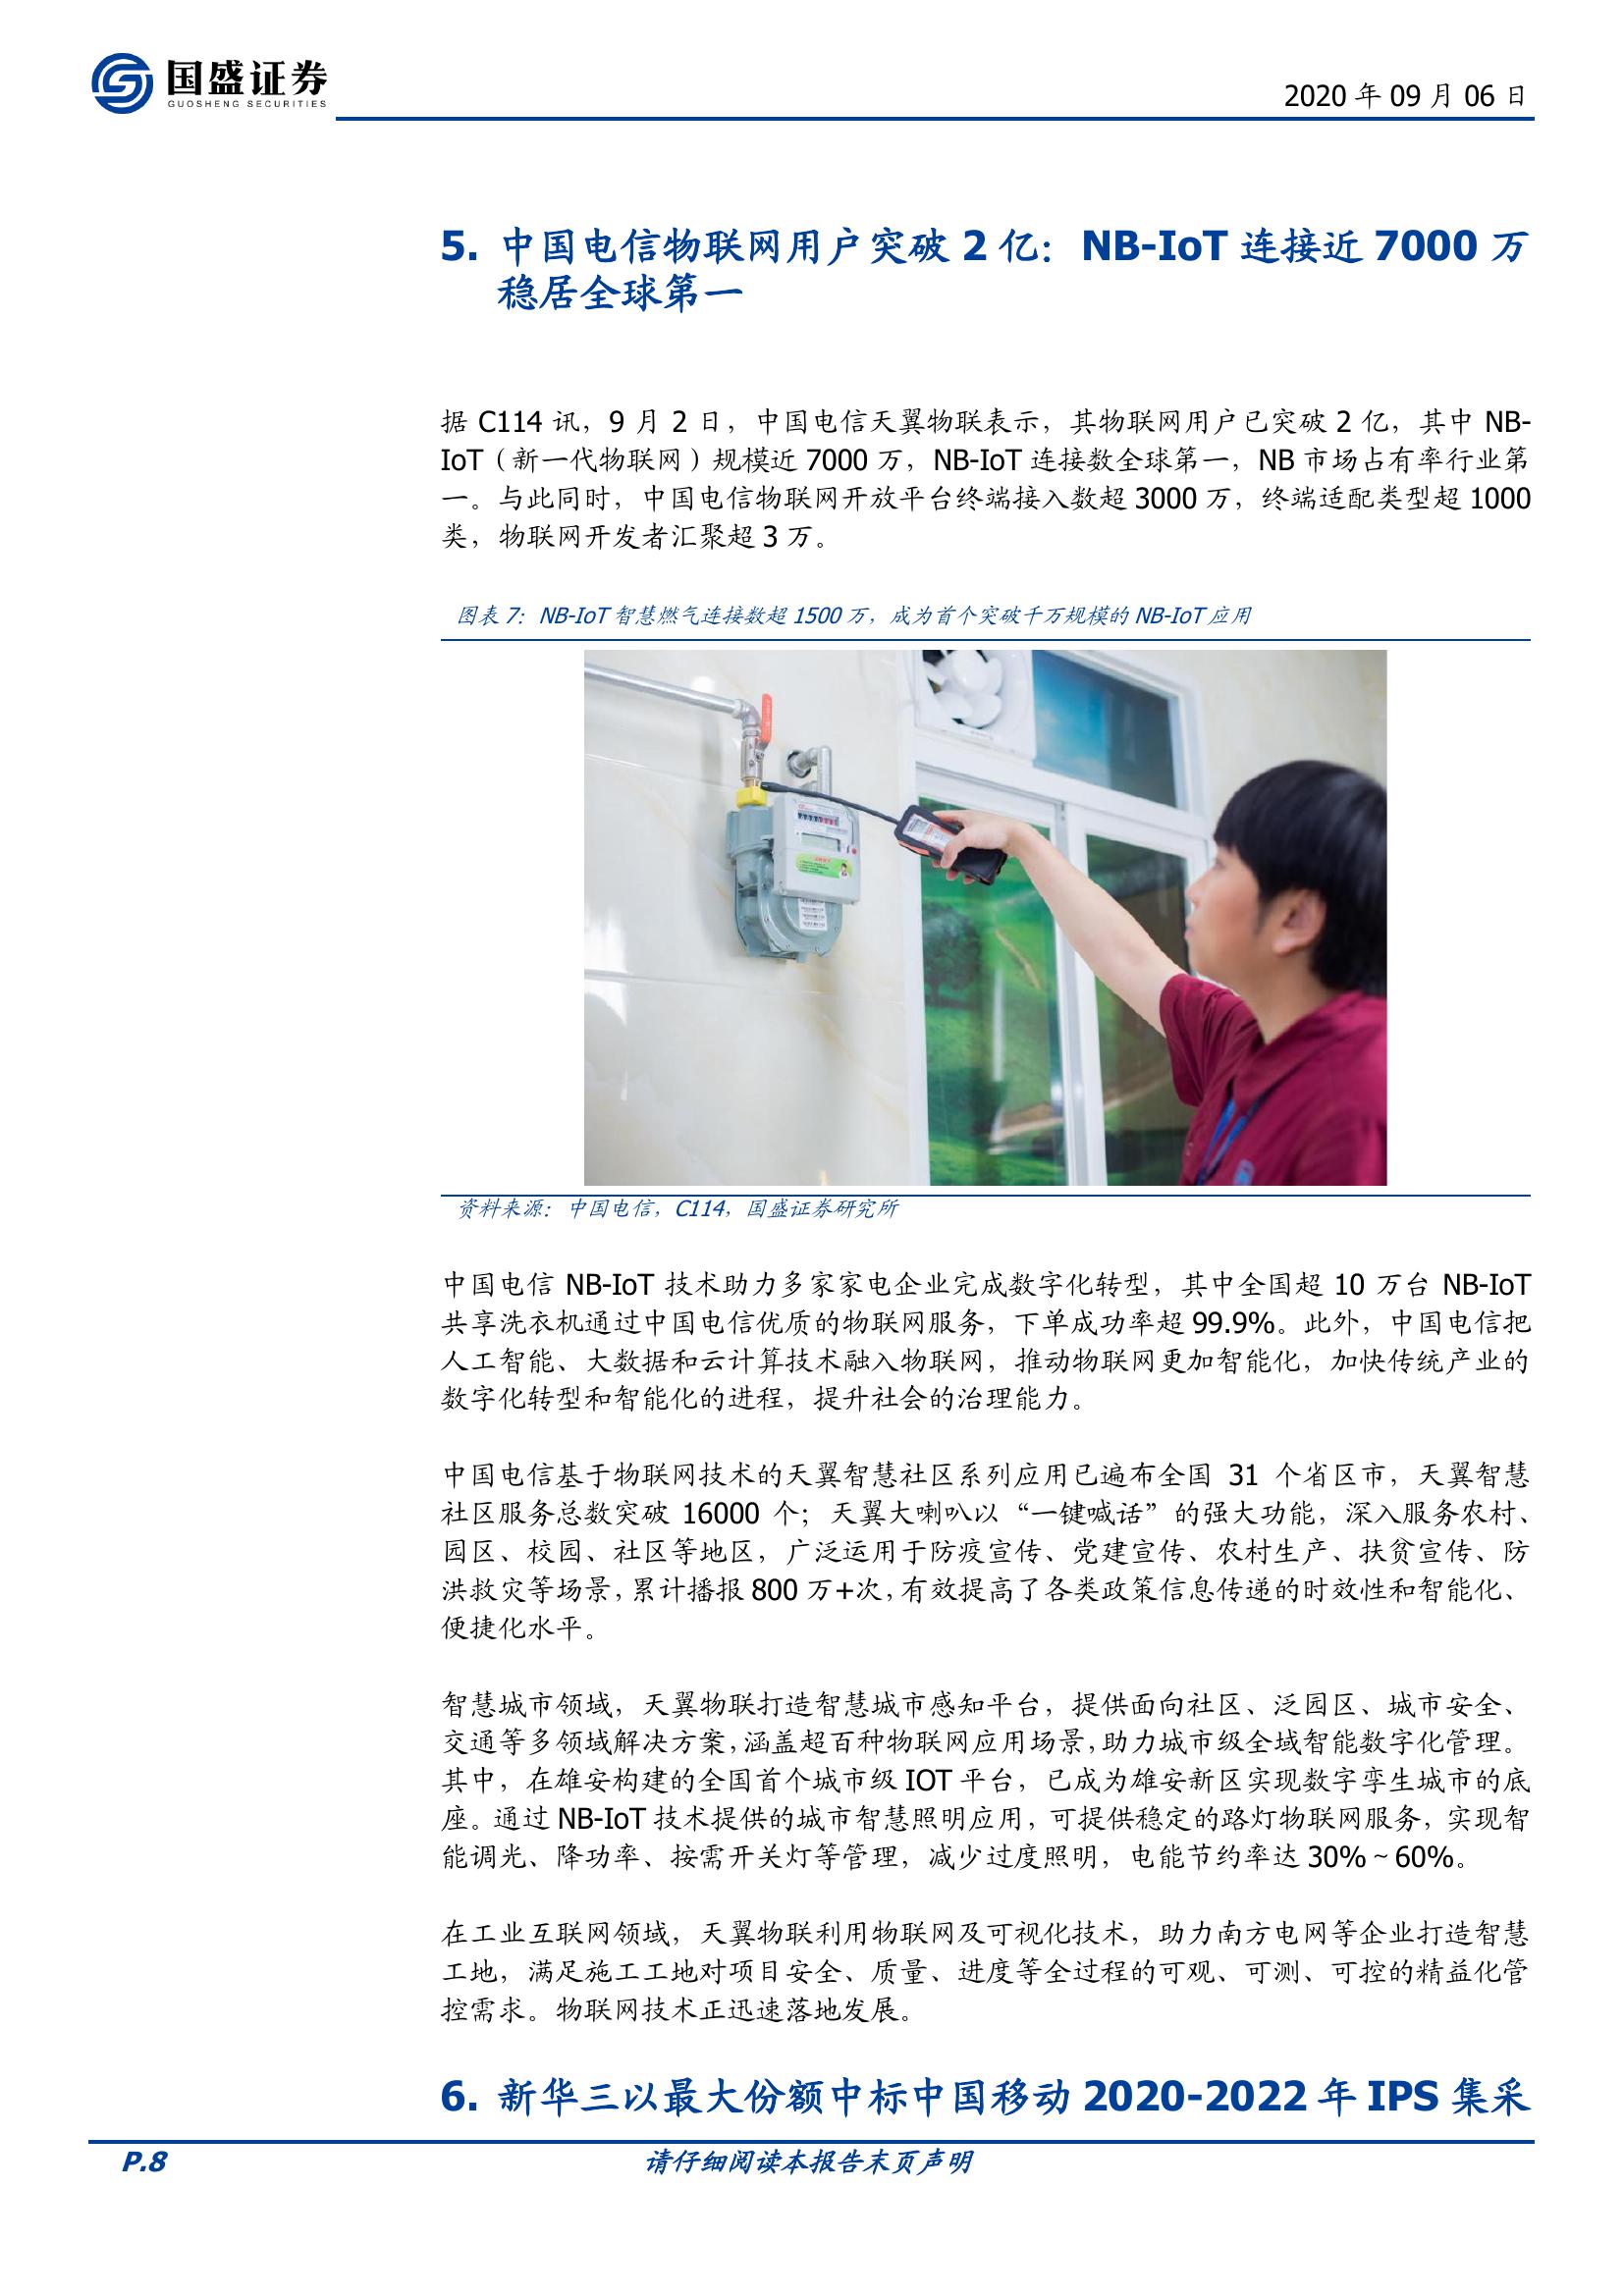 国盛证券
GUOSHENG SECURITIES
2020 年 09 月 06 日
5. 中国电信物联网用户突破 2 亿：NB-IoT 连接近 7000 万
稳居全球第一
据 C114 讯，9 月 2 日，中国电信天翼物联表示，其物联网用户已突破 2 亿，其中 NB-
IoT（新一代物联网）规模近 7000 万，NB-IoT 连接数全球第一，NB 市场占有率行业第
一。与此同时，中国电信物联网开放平台终端接入数超 3000 万，终端适配类型超 1000
类，物联网开发者汇聚超 3 万。
图表 7：NB-IoT 智慧燃气连接数超 1500 万，成为首个突破千万规模的 NB-IoT 应用
资料来源：中国电信，C114，国盛证券研究所
中国电信 NB-IoT 技术助力多家家电企业完成数字化转型，其中全国超 10 万台 NB-IoT
共享洗衣机通过中国电信优质的物联网服务，下单成功率超 99.9%。此外，中国电信把
人工智能、大数据和云计算技术融入物联网，推动物联网更加智能化，加快传统产业的
数字化转型和智能化的进程，提升社会的治理能力。
中国电信基于物联网技术的天翼智慧社区系列应用已遍布全国 31 个省区市，天翼智慧
社区服务总数突破 16000 个；天翼大喇叭以“一键喊话”的强大功能，深入服务农村、
园区、校园、社区等地区，广泛运用于防疫宣传、党建宣传、农村生产、扶贫宣传、防
洪救灾等场景，累计播报 800 万+次，有效提高了各类政策信息传递的时效性和智能化、
便捷化水平。
智慧城市领域，天翼物联打造智慧城市感知平台，提供面向社区、泛园区、城市安全、
交通等多领域解决方案，涵盖超百种物联网应用场景，助力城市级全域智能数字化管理。
其中，在雄安构建的全国首个城市级 IOT 平台，已成为雄安新区实现数字孪生城市的底
座。通过 NB-IoT 技术提供的城市智慧照明应用，可提供稳定的路灯物联网服务，实现智
能调光、降功率、按需开关灯等管理，减少过度照明，电能节约率达 30%～60%。
在工业互联网领域，天翼物联利用物联网及可视化技术，助力南方电网等企业打造智慧
工地，满足施工工地对项目安全、质量、进度等全过程的可观、可测、可控的精益化管
控需求。物联网技术正迅速落地发展。
6. 新华三以最大份额中标中国移动 2020-2022 年 IPS 集采
P.8
请仔细阅读本报告末页声明